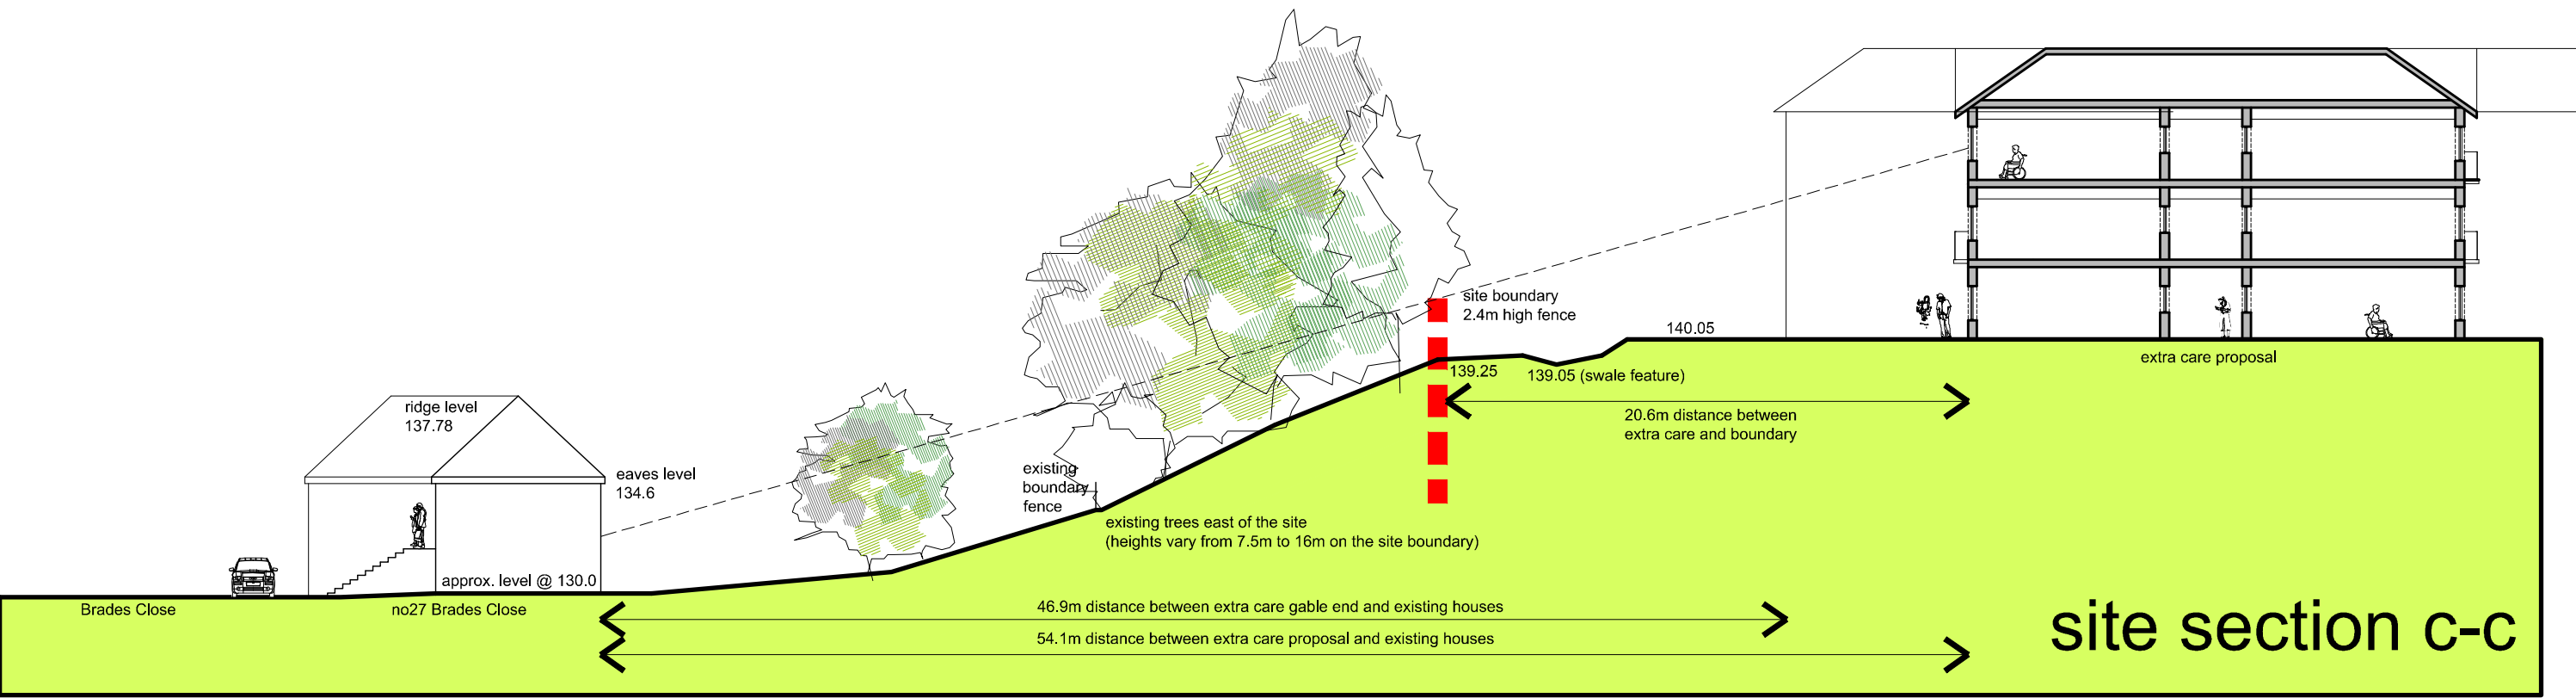 site boundary
2.4m high fence
140.05
extra care proposal
139.25
139.05 (swale feature)
20.6m distance between
extra care and boundary
ridge level
137.78
eaves level
134.6
existing
boundary
fence
existing trees east of the site
(heights vary from 7.5m to 16m on the site boundary)
approx. level @ 130.0
Brades Close
no27 Brades Close
46.9m distance between extra care gable end and existing houses
54.1m distance between extra care proposal and existing houses
site section c-c